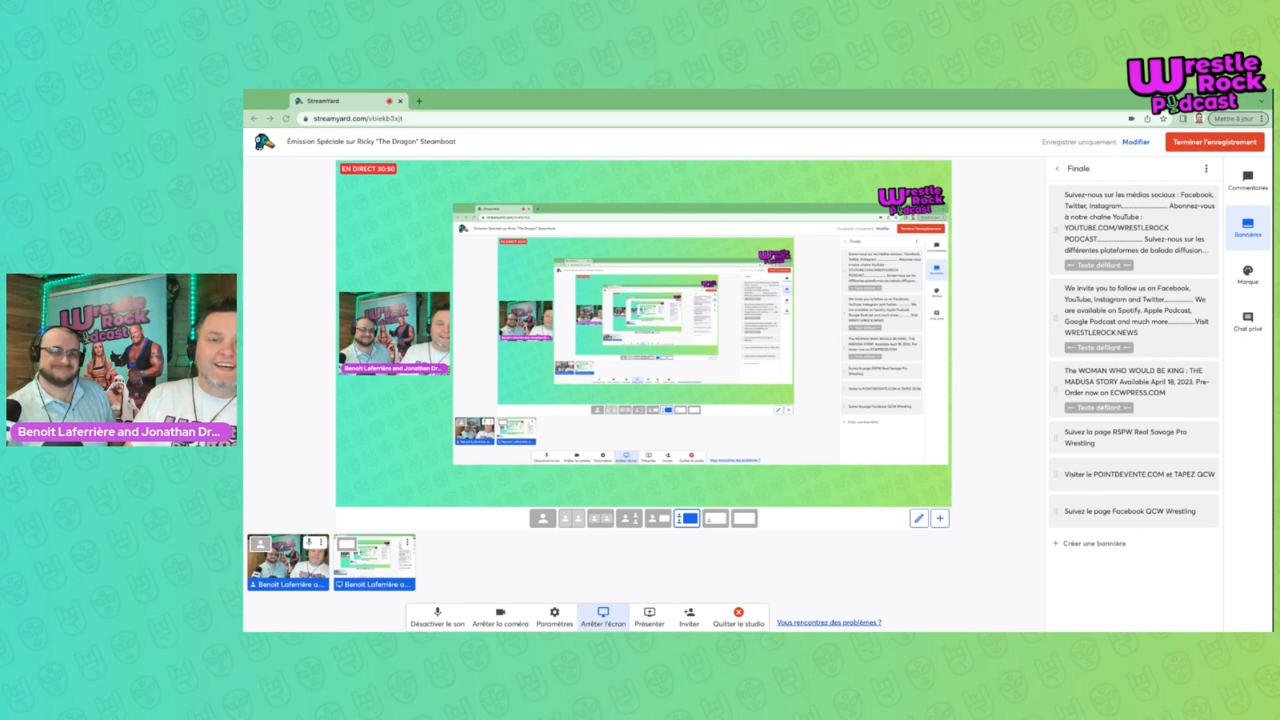 Wrestle
Rock
Podcast
StreamYard
streamyard.com/vbiekb3xjt
Mettre à jour
Émission Spéciale sur Ricky "The Dragon" Steamboat
Enregistrer uniquement
Modifier
Terminer l'enregistrement
EN DIRECT 30:50
Finale
Commentaires
Suivez-nous sur les médias sociaux : Facebook,
Twitter, Instagram.................... Abonnez-vous
à notre chaîne YouTube :
YOUTUBE.COM/WRESTLEROCK
PODCAST.................... Suivez-nous sur les
différentes plateformes de balado diffusion...
Texte défilant
Bannières
We invite you to follow us on Facebook,
YouTube, Instagram and Twitter............ We
are available on Spotify, Apple Podcast,
Google Podcast and much more............Visit
WRESTLEROCK.NEWS
Texte défilant
Marque
Chat privé
The WOMAN WHO WOULD BE KING : THE
MADUSA STORY Available April 18, 2023. Pre-
Order now on ECWPRESS.COM
Texte défilant
Suivez la page RSPW Real Savage Pro
Wrestling
Visiter le POINTDEVENTE.COM et TAPEZ QCW
Suivez le page Facebook QCW Wrestling
Créer une bannière
Benoit Laferrière and Jonathan Dr...
Benoit Laferrière and Jonathan Dr...
Benoit Laferrière a...
Benoit Laferrière a...
Désactiver le son
Arrêter la caméra
Paramètres
Arrêter l'écran
Présenter
Inviter
Quitter le studio
Vous rencontrez des problèmes ?